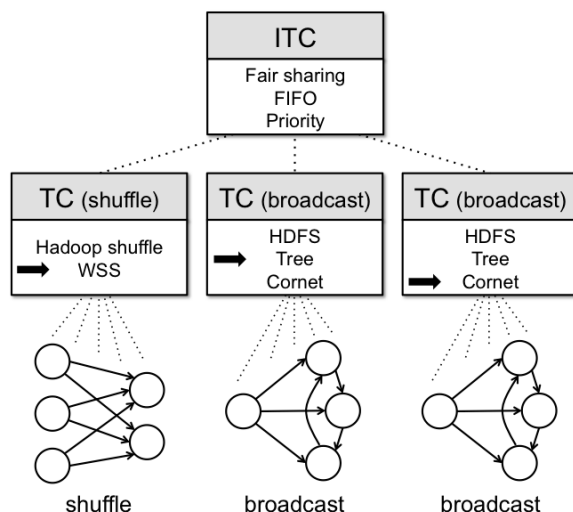 ITC
Fair sharing
FIFO
Priority
TC (shuffle)
Hadoop shuffle
WSS
TC (broadcast)
HDFS
Tree
Cornet
TC (broadcast)
HDFS
Tree
Cornet
shuffle
broadcast
broadcast